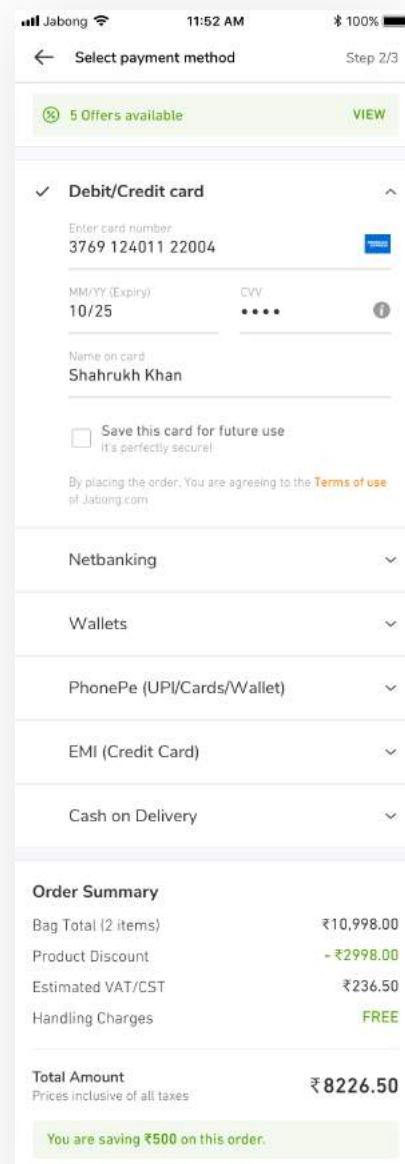 Jabong 11:52 AM 100%
Select payment method Step 2/3
5 Offers available VIEW
Debit/Credit card
Enter card number
3769 124011 22004
AMERICAN EXPRESS
MM/YY (Expiry) CVV
10/25 ••••
Name on card
Shahrukh Khan
Save this card for future use
It's perfectly secure!
By placing the order, You are agreeing to the Terms of use
of Jabong.com
Netbanking
Wallets
PhonePe (UPI/Cards/Wallet)
EMI (Credit Card)
Cash on Delivery
Order Summary
Bag Total (2 items) ₹10,998.00
Product Discount - ₹2998.00
Estimated VAT/CST ₹236.50
Handling Charges FREE
Total Amount ₹8226.50
Prices inclusive of all taxes
You are saving ₹500 on this order.